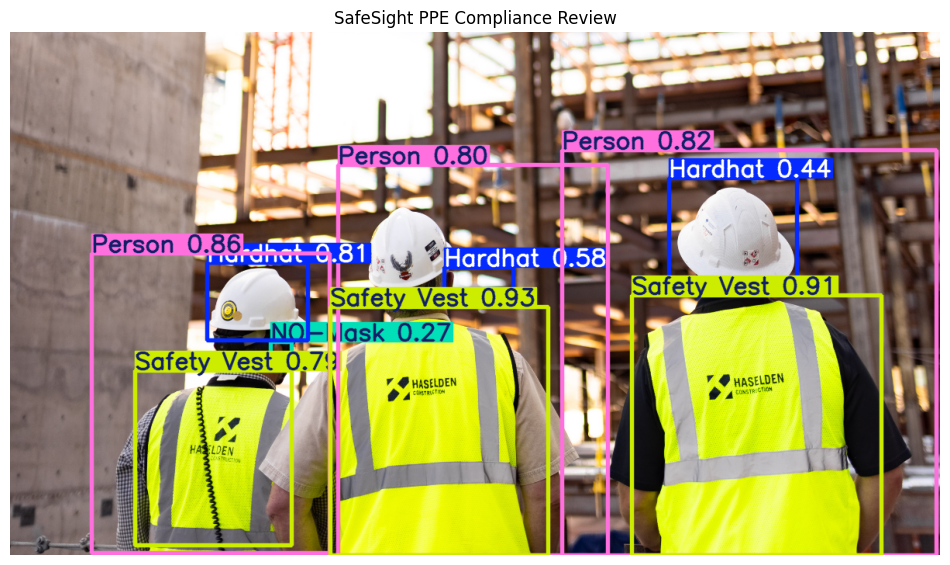 SafeSight PPE Compliance Review
Person 0.82
Person 0.80
Hardhat 0.44
Person 0.86
Hardhat 0.81
Hardhat 0.58
Safety Vest 0.91
Safety Vest 0.93
NO-Mask 0.27
Safety Vest 0.79
HASELDEN
CONSTRUCTION
HASELDEN
CONSTRUCTION
HASELDEN
CONSTRUCTION